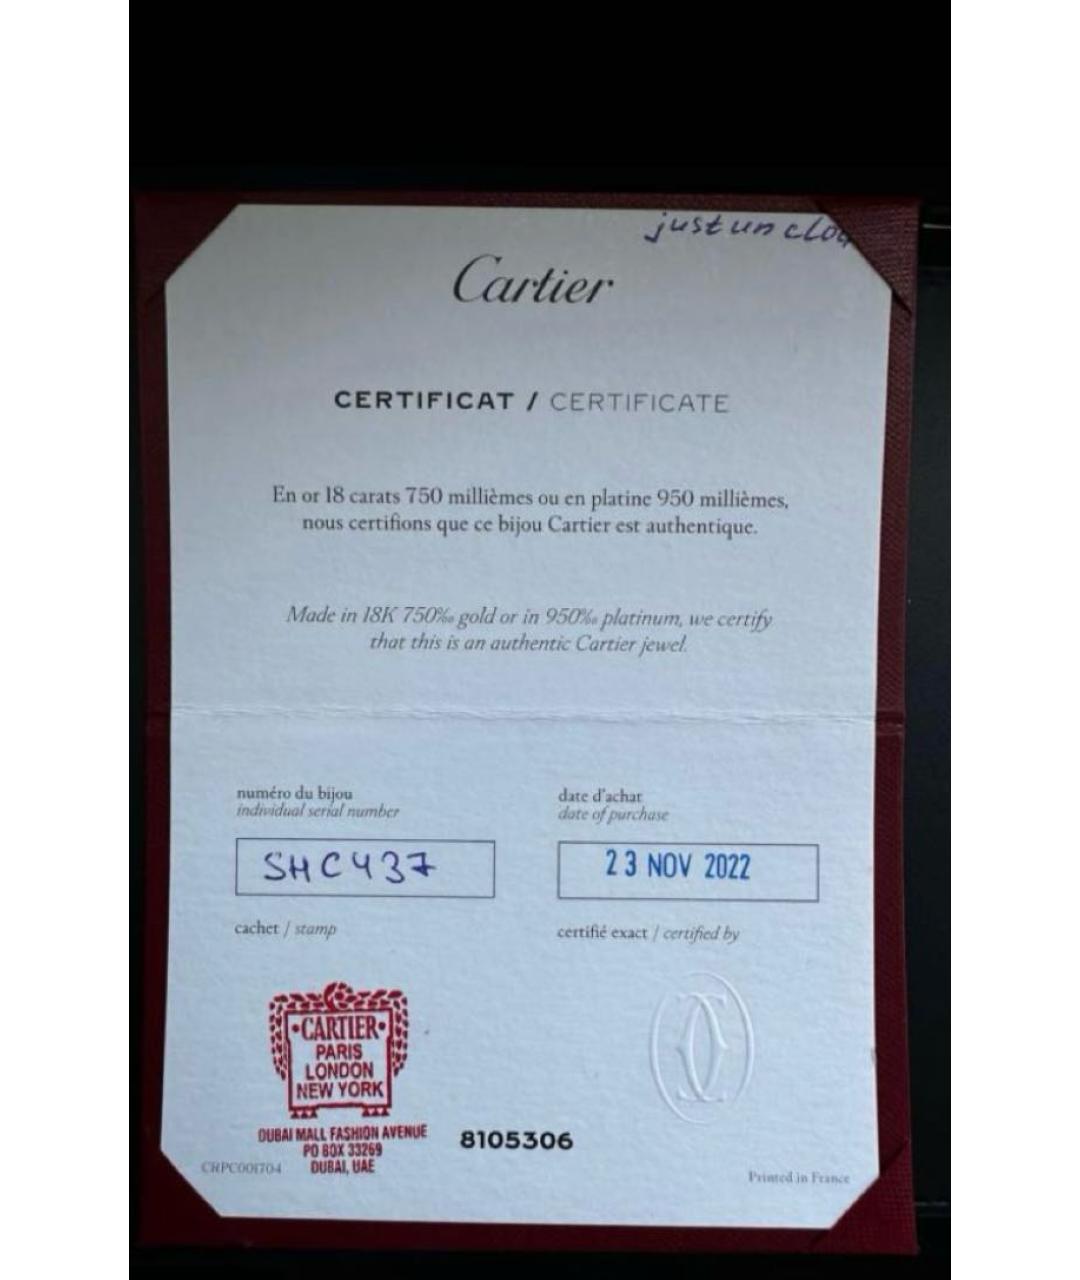 just un clou
Cartier
CERTIFICAT / CERTIFICATE
En or 18 carats 750 millièmes ou en platine 950 millièmes,
nous certifions que ce bijou Cartier est authentique.
Made in 18K 750‰ gold or in 950‰ platinum, we certify
that this is an authentic Cartier jewel.
numéro du bijou
individual serial number
SHC437
date d'achat
date of purchase
23 NOV 2022
cachet / stamp
certifié exact / certified by
CARTIER
PARIS
LONDON
NEW YORK
DUBAI MALL FASHION AVENUE
PO BOX 33269
DUBAI, UAE
8105306
CRPC001704
Printed in France